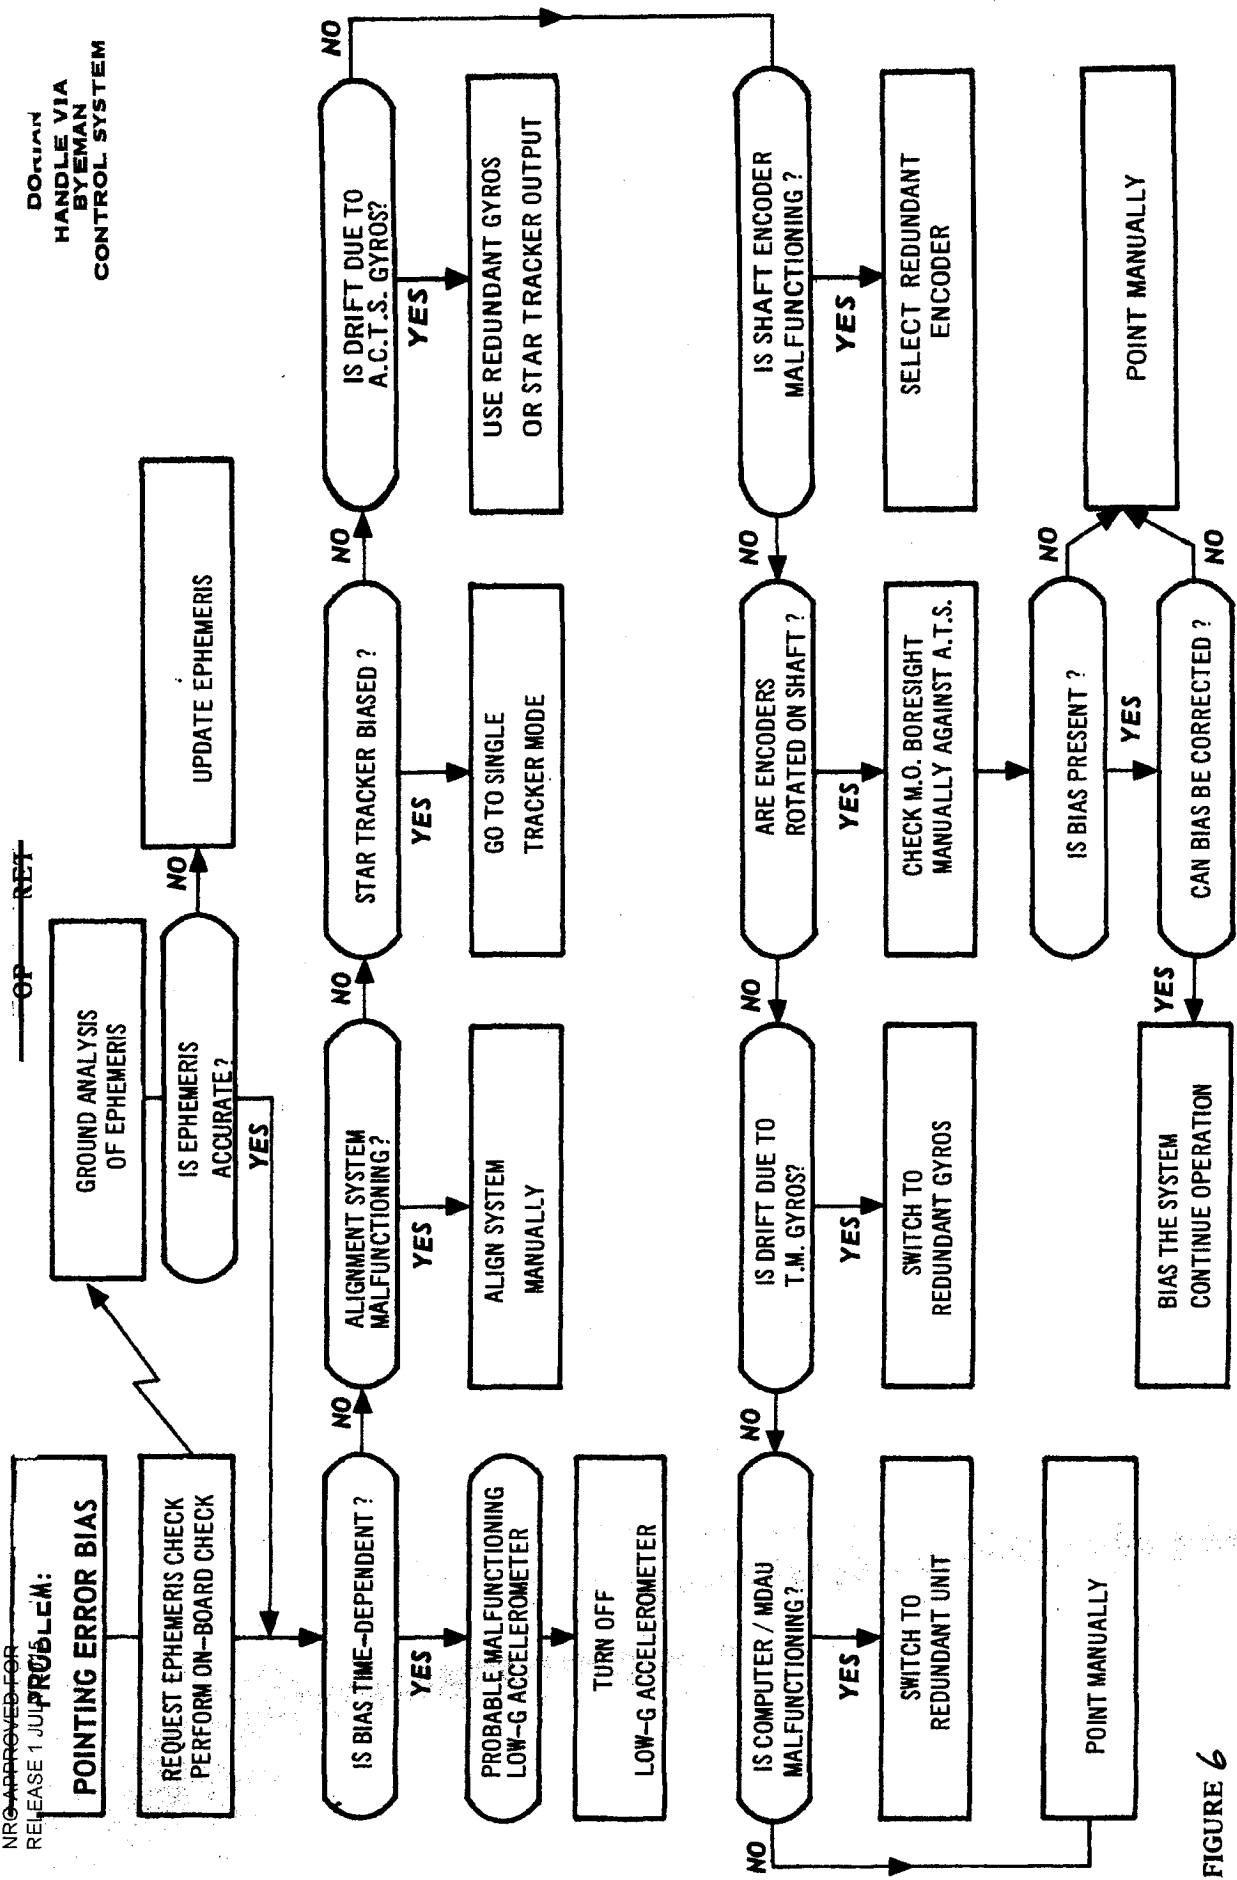 NRO APPROVED FOR
RELEASE 1 JULY 2015
DORIAN
HANDLE VIA
BYEMAN
CONTROL SYSTEM
PROBLEM:
POINTING ERROR BIAS
REQUEST EPHEMERIS CHECK
PERFORM ON-BOARD CHECK
GROUND ANALYSIS
OF EPHEMERIS
IS EPHEMERIS
ACCURATE?
NO
UPDATE EPHEMERIS
YES
IS BIAS TIME-DEPENDENT?
YES
PROBABLE MALFUNCTIONING
LOW-G ACCELEROMETER
TURN OFF
LOW-G ACCELEROMETER
NO
ALIGNMENT SYSTEM
MALFUNCTIONING?
YES
ALIGN SYSTEM
MANUALLY
NO
STAR TRACKER BIASED?
YES
GO TO SINGLE
TRACKER MODE
NO
IS DRIFT DUE TO
A.C.T.S. GYROS?
YES
USE REDUNDANT GYROS
OR STAR TRACKER OUTPUT
NO
IS SHAFT ENCODER
MALFUNCTIONING?
YES
SELECT REDUNDANT
ENCODER
NO
ARE ENCODERS
ROTATED ON SHAFT?
YES
CHECK M.O. BORESIGHT
MANUALLY AGAINST A.T.S.
IS BIAS PRESENT?
NO
POINT MANUALLY
YES
CAN BIAS BE CORRECTED?
NO
YES
BIAS THE SYSTEM
CONTINUE OPERATION
NO
IS DRIFT DUE TO
T.M. GYROS?
YES
SWITCH TO
REDUNDANT GYROS
NO
IS COMPUTER / MDAU
MALFUNCTIONING?
YES
SWITCH TO
REDUNDANT UNIT
NO
POINT MANUALLY
FIGURE 6